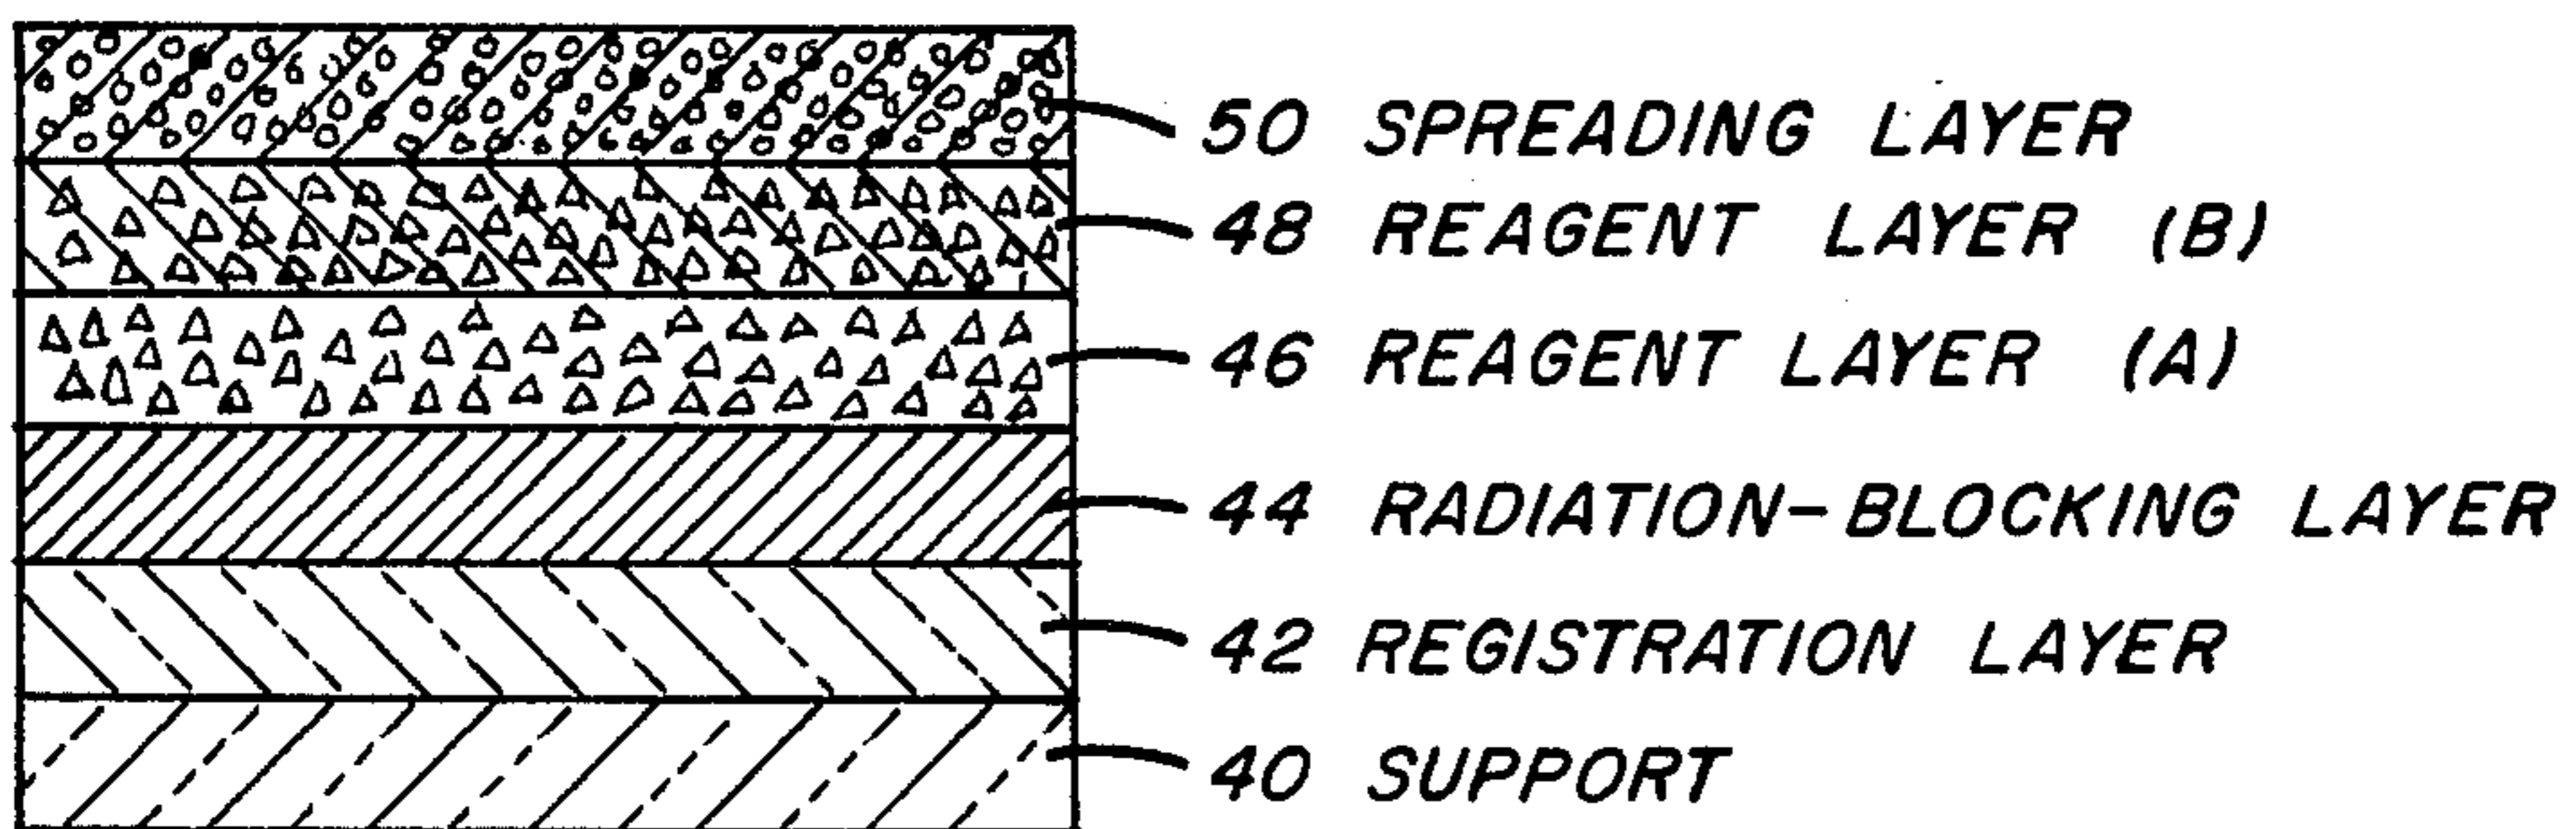 50 SPREADING LAYER
48 REAGENT LAYER (B)
46 REAGENT LAYER (A)
44 RADIATION-BLOCKING LAYER
42 REGISTRATION LAYER
40 SUPPORT